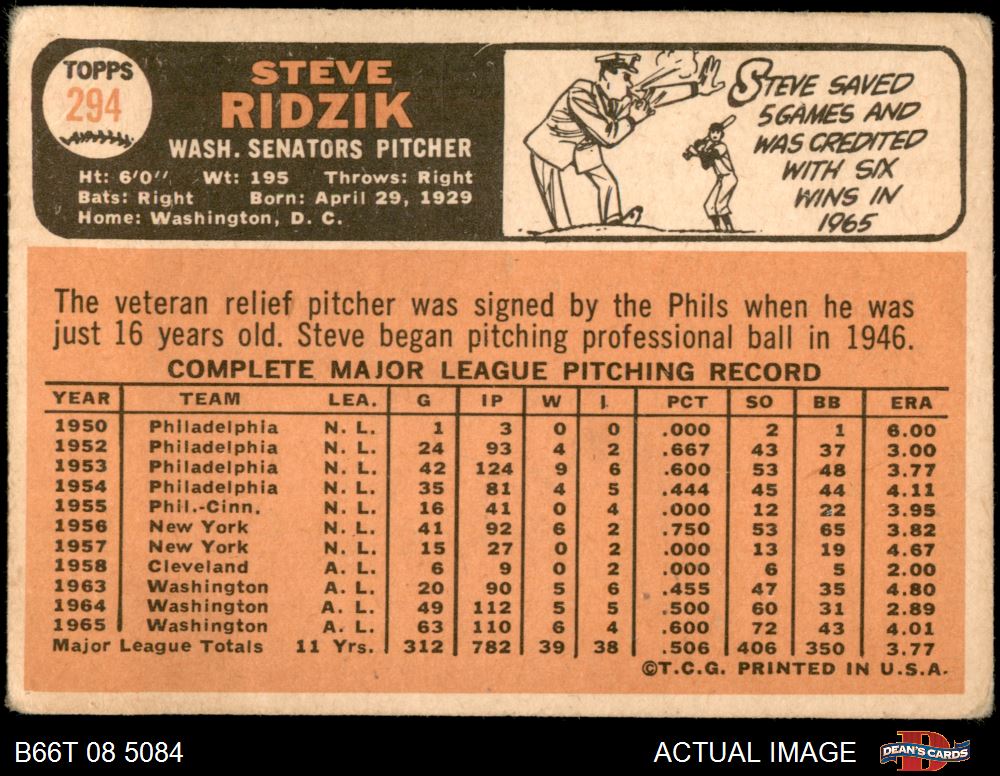 TOPPS
294
STEVE
RIDZIK
WASH. SENATORS PITCHER
Ht: 6'0'' Wt: 195 Throws: Right
Bats: Right Born: April 29, 1929
Home: Washington, D. C.
STEVE SAVED
5 GAMES AND
WAS CREDITED
WITH SIX
WINS IN
1965
The veteran relief pitcher was signed by the Phils when he was
just 16 years old. Steve began pitching professional ball in 1946.
COMPLETE MAJOR LEAGUE PITCHING RECORD
YEAR TEAM LEA. G IP W L PCT SO BB ERA
1950 Philadelphia N. L. 1 3 0 0 .000 2 1 6.00
1952 Philadelphia N. L. 24 93 4 2 .667 43 37 3.00
1953 Philadelphia N. L. 42 124 9 6 .600 53 48 3.77
1954 Philadelphia N. L. 35 81 4 5 .444 45 44 4.11
1955 Phil.-Cinn. N. L. 16 41 0 4 .000 12 22 3.95
1956 New York N. L. 41 92 6 2 .750 53 65 3.82
1957 New York N. L. 15 27 0 2 .000 13 19 4.67
1958 Cleveland A. L. 6 9 0 2 .000 6 5 2.00
1963 Washington A. L. 20 90 5 6 .455 47 35 4.80
1964 Washington A. L. 49 112 5 5 .500 60 31 2.89
1965 Washington A. L. 63 110 6 4 .600 72 43 4.01
Major League Totals 11 Yrs. 312 782 39 38 .506 406 350 3.77
©T.C.G. PRINTED IN U.S.A.
B66T 08 5084
ACTUAL IMAGE
DEAN'S CARDS